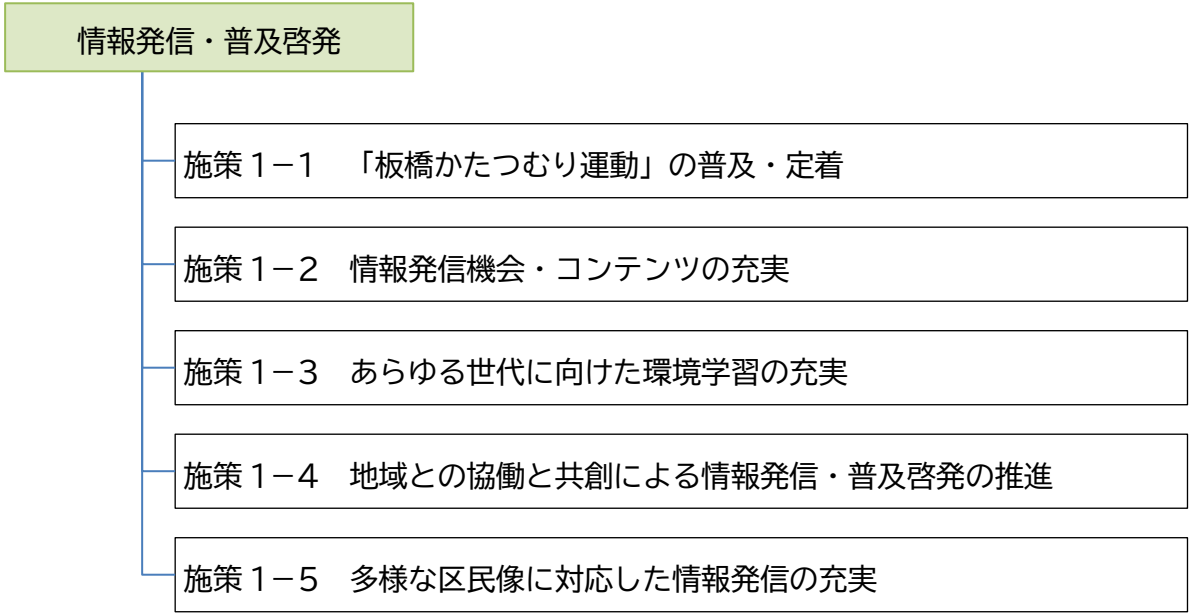 情報発信・普及啓発
施策1－1　「板橋かたつむり運動」の普及・定着
施策1－2　情報発信機会・コンテンツの充実
施策1－3　あらゆる世代に向けた環境学習の充実
施策1－4　地域との協働と共創による情報発信・普及啓発の推進
施策1－5　多様な区民像に対応した情報発信の充実